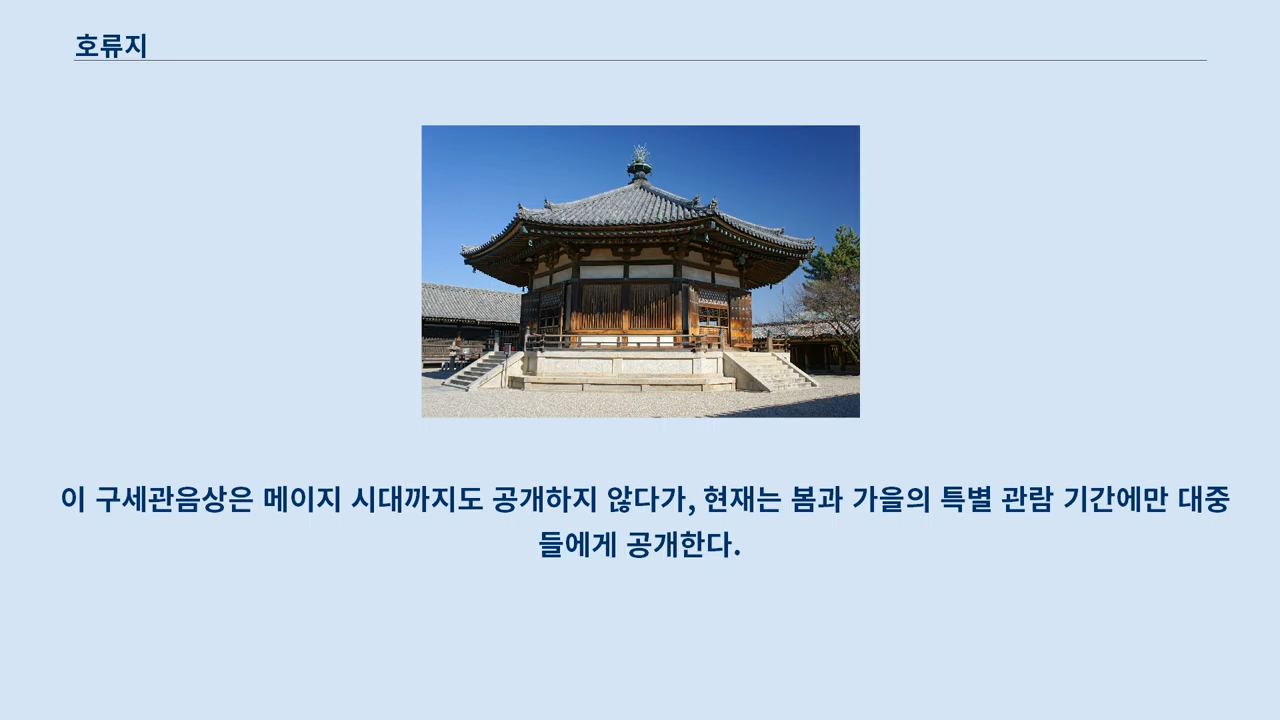 호류지
이 구세관음상은 메이지 시대까지도 공개하지 않다가, 현재는 봄과 가을의 특별 관람 기간에만 대중
들에게 공개한다.